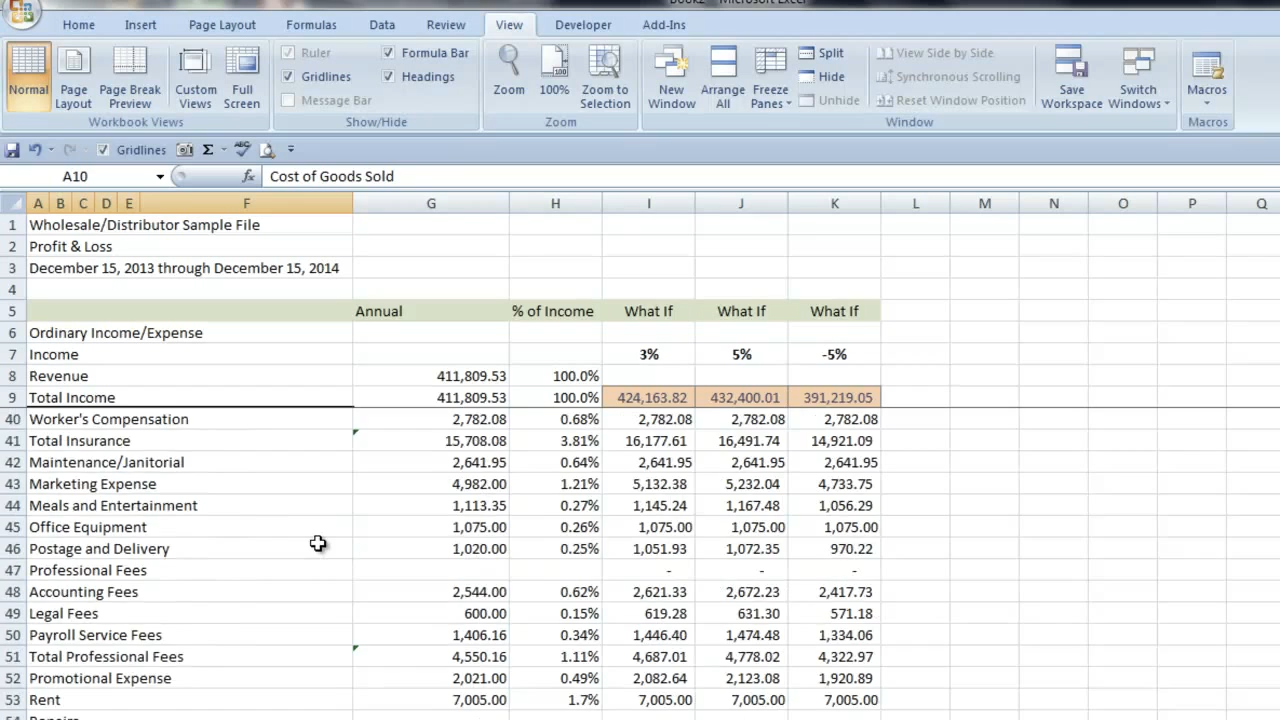 Book2 - Microsoft Excel
Home Insert Page Layout Formulas Data Review View Developer Add-Ins
Normal Page Layout Page Break Preview Custom Views Full Screen
Workbook Views
Ruler Formula Bar
Gridlines Headings
Message Bar
Show/Hide
Zoom 100% Zoom to Selection
Zoom
New Window Arrange All Freeze Panes
Split View Side by Side
Hide Synchronous Scrolling
Unhide Reset Window Position
Save Workspace Switch Windows
Window
Macros
Macros
Gridlines Σ ABC
A10 fx Cost of Goods Sold
A B C D E F G H I J K L M N O P Q
1 Wholesale/Distributor Sample File
2 Profit & Loss
3 December 15, 2013 through December 15, 2014
4
5 Annual % of Income What If What If What If
6 Ordinary Income/Expense
7 Income 3% 5% -5%
8 Revenue 411,809.53 100.0%
9 Total Income 411,809.53 100.0% 424,163.82 432,400.01 391,219.05
40 Worker's Compensation 2,782.08 0.68% 2,782.08 2,782.08 2,782.08
41 Total Insurance 15,708.08 3.81% 16,177.61 16,491.74 14,921.09
42 Maintenance/Janitorial 2,641.95 0.64% 2,641.95 2,641.95 2,641.95
43 Marketing Expense 4,982.00 1.21% 5,132.38 5,232.04 4,733.75
44 Meals and Entertainment 1,113.35 0.27% 1,145.24 1,167.48 1,056.29
45 Office Equipment 1,075.00 0.26% 1,075.00 1,075.00 1,075.00
46 Postage and Delivery 1,020.00 0.25% 1,051.93 1,072.35 970.22
47 Professional Fees - - -
48 Accounting Fees 2,544.00 0.62% 2,621.33 2,672.23 2,417.73
49 Legal Fees 600.00 0.15% 619.28 631.30 571.18
50 Payroll Service Fees 1,406.16 0.34% 1,446.40 1,474.48 1,334.06
51 Total Professional Fees 4,550.16 1.11% 4,687.01 4,778.02 4,322.97
52 Promotional Expense 2,021.00 0.49% 2,082.64 2,123.08 1,920.89
53 Rent 7,005.00 1.7% 7,005.00 7,005.00 7,005.00
54 Repairs